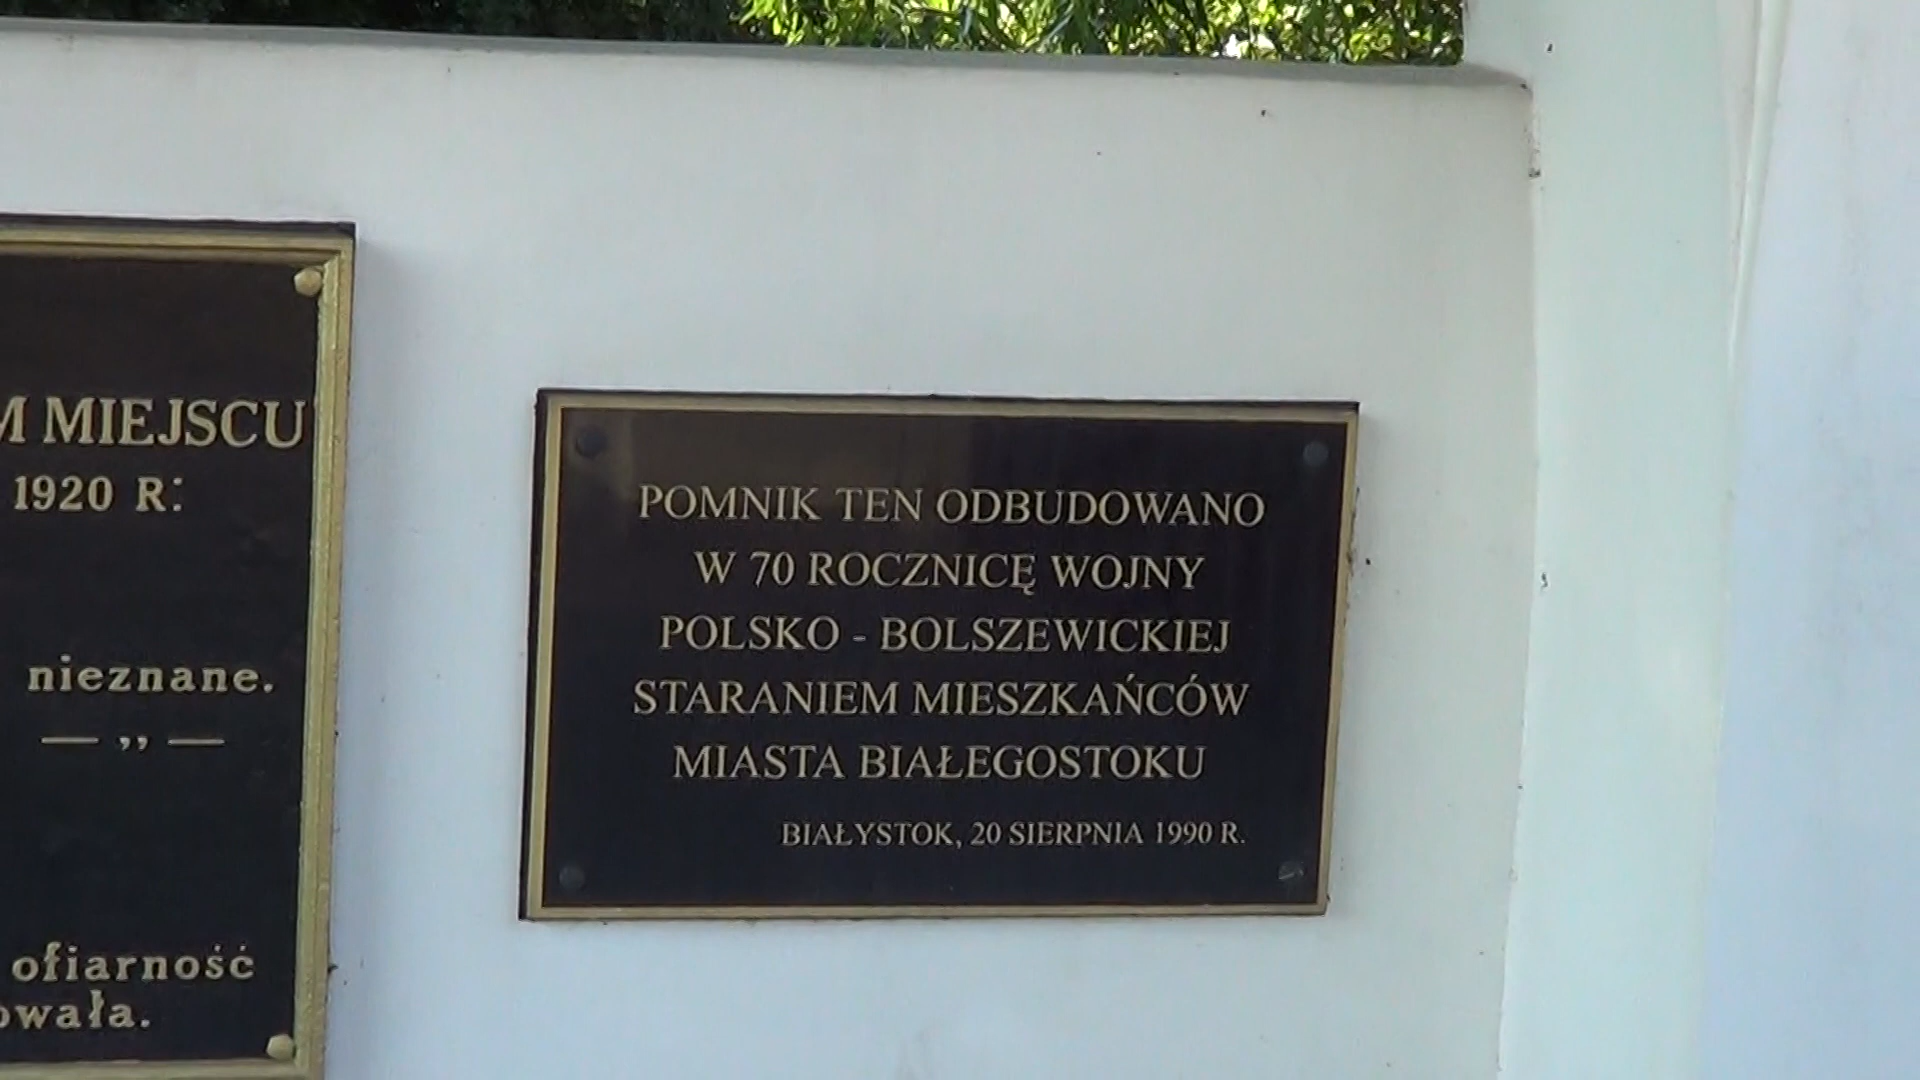 M MIEJSCU
1920 R:
nieznane.
— „ —
ofiarność
owała.
POMNIK TEN ODBUDOWANO
W 70 ROCZNICĘ WOJNY
POLSKO - BOLSZEWICKIEJ
STARANIEM MIESZKAŃCÓW
MIASTA BIAŁEGOSTOKU
BIAŁYSTOK, 20 SIERPNIA 1990 R.